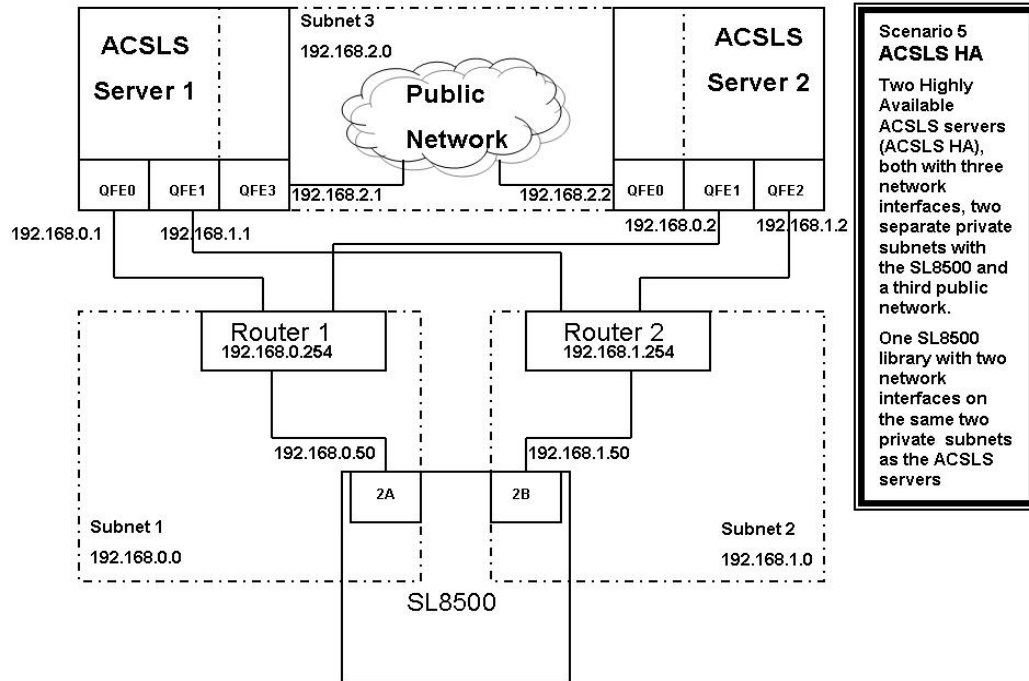 ACSLS
Server 1
Subnet 3
192.168.2.0
Public
Network
ACSLS
Server 2
QFE0
QFE1
QFE3
192.168.2.1
192.168.2.2
QFE0
QFE1
QFE2
192.168.0.1
192.168.1.1
192.168.0.2
192.168.1.2
Router 1
192.168.0.254
Router 2
192.168.1.254
192.168.0.50
192.168.1.50
2A
2B
Subnet 1
192.168.0.0
Subnet 2
192.168.1.0
SL8500
Scenario 5
ACSLS HA
Two Highly
Available
ACSLS servers
(ACSLS HA),
both with three
network
interfaces, two
separate private
subnets with
the SL8500 and
a third public
network.
One SL8500
library with two
network
interfaces on
the same two
private subnets
as the ACSLS
servers